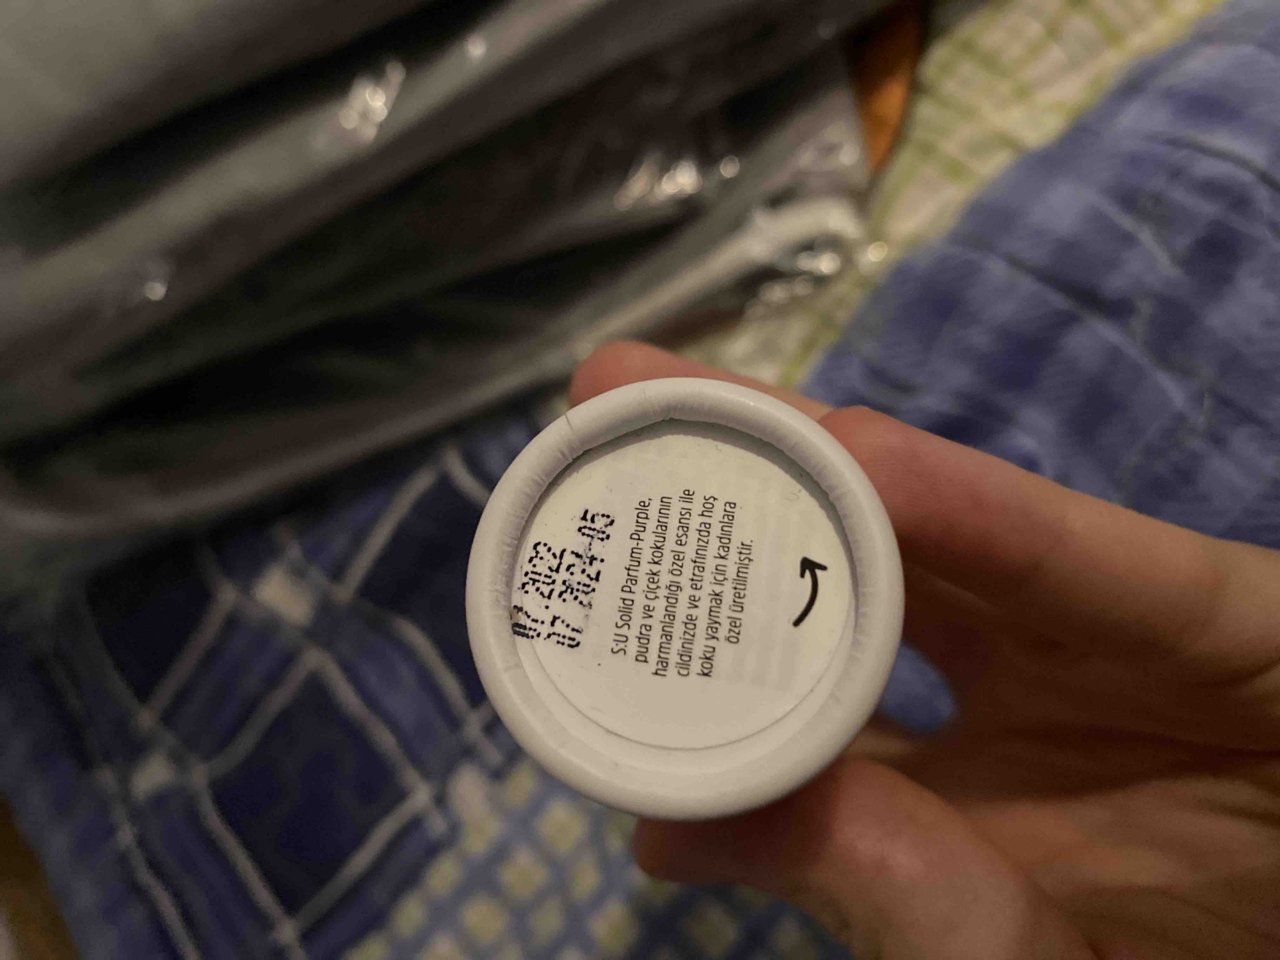 07.2022
07.2024-05
S:U Solid Parfum-Purple,
pudra ve çiçek kokularının
harmanlandığı özel esansı ile
cildinizde ve etrafınızda hoş
koku yaymak için kadınlara
özel üretilmiştir.